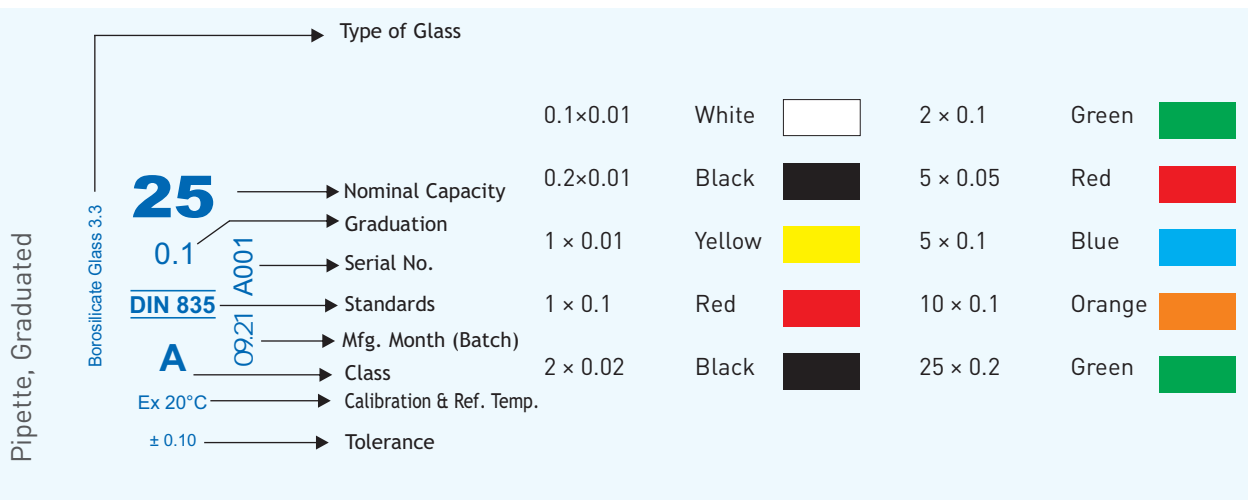 Type of Glass
Pipette, Graduated
Borosilicate Glass 3.3
25
Nominal Capacity
0.1
Graduation
A001
Serial No.
DIN 835
Standards
09.21
Mfg. Month (Batch)
A
Class
Ex 20°C
Calibration & Ref. Temp.
± 0.10
Tolerance
0.1×0.01 White 2 × 0.1 Green
0.2×0.01 Black 5 × 0.05 Red
1 × 0.01 Yellow 5 × 0.1 Blue
1 × 0.1 Red 10 × 0.1 Orange
2 × 0.02 Black 25 × 0.2 Green